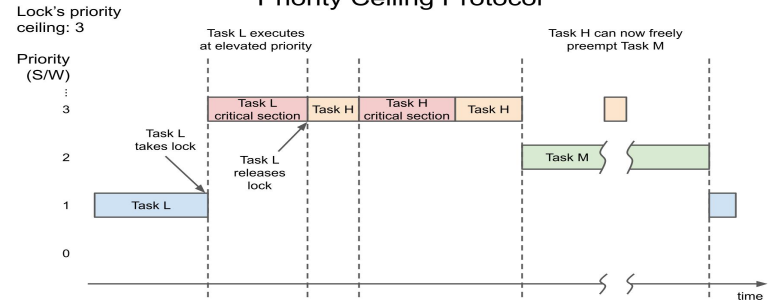 Priority Ceiling Protocol
Lock's priority
ceiling: 3
Task L executes
at elevated priority
Task H can now freely
preempt Task M
Priority
(S/W)
3
Task L
critical section
Task H
Task H
critical section
Task H
Task L
takes lock
Task L
releases
lock
2
Task M
1
Task L
0
time